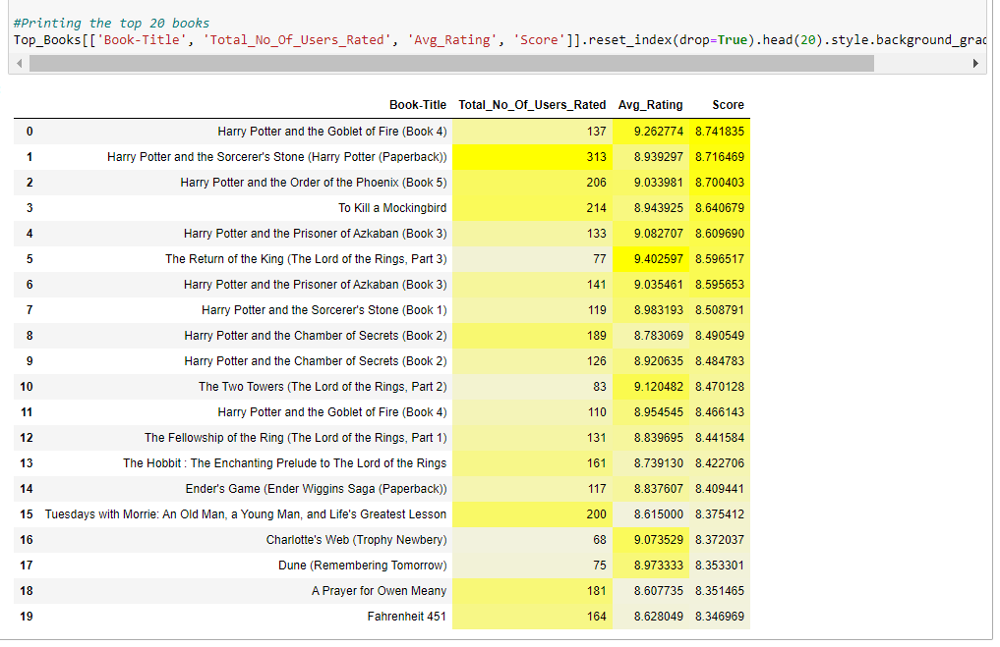 #Printing the top 20 books
Top_Books[['Book-Title', 'Total_No_Of_Users_Rated', 'Avg_Rating', 'Score']].reset_index(drop=True).head(20).style.background_grad
Book-Title Total_No_Of_Users_Rated Avg_Rating Score
0 Harry Potter and the Goblet of Fire (Book 4) 137 9.262774 8.741835
1 Harry Potter and the Sorcerer's Stone (Harry Potter (Paperback)) 313 8.939297 8.716469
2 Harry Potter and the Order of the Phoenix (Book 5) 206 9.033981 8.700403
3 To Kill a Mockingbird 214 8.943925 8.640679
4 Harry Potter and the Prisoner of Azkaban (Book 3) 133 9.082707 8.609690
5 The Return of the King (The Lord of the Rings, Part 3) 77 9.402597 8.596517
6 Harry Potter and the Prisoner of Azkaban (Book 3) 141 9.035461 8.595653
7 Harry Potter and the Sorcerer's Stone (Book 1) 119 8.983193 8.508791
8 Harry Potter and the Chamber of Secrets (Book 2) 189 8.783069 8.490549
9 Harry Potter and the Chamber of Secrets (Book 2) 126 8.920635 8.484783
10 The Two Towers (The Lord of the Rings, Part 2) 83 9.120482 8.470128
11 Harry Potter and the Goblet of Fire (Book 4) 110 8.954545 8.466143
12 The Fellowship of the Ring (The Lord of the Rings, Part 1) 131 8.839695 8.441584
13 The Hobbit : The Enchanting Prelude to The Lord of the Rings 161 8.739130 8.422706
14 Ender's Game (Ender Wiggins Saga (Paperback)) 117 8.837607 8.409441
15 Tuesdays with Morrie: An Old Man, a Young Man, and Life's Greatest Lesson 200 8.615000 8.375412
16 Charlotte's Web (Trophy Newbery) 68 9.073529 8.372037
17 Dune (Remembering Tomorrow) 75 8.973333 8.353301
18 A Prayer for Owen Meany 181 8.607735 8.351465
19 Fahrenheit 451 164 8.628049 8.346969